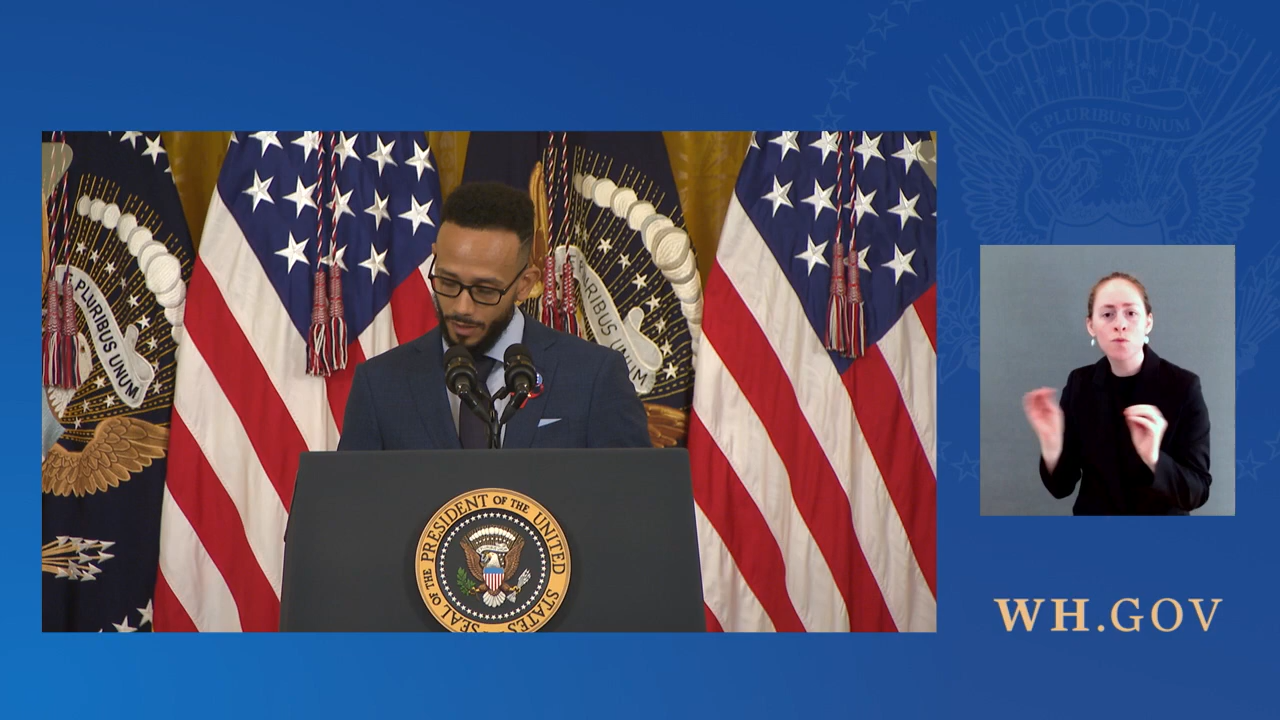 E PLURIBUS UNUM
PLURIBUS UNUM
PLURIBUS UNUM
SEAL OF THE PRESIDENT OF THE UNITED STATES
WH.GOV